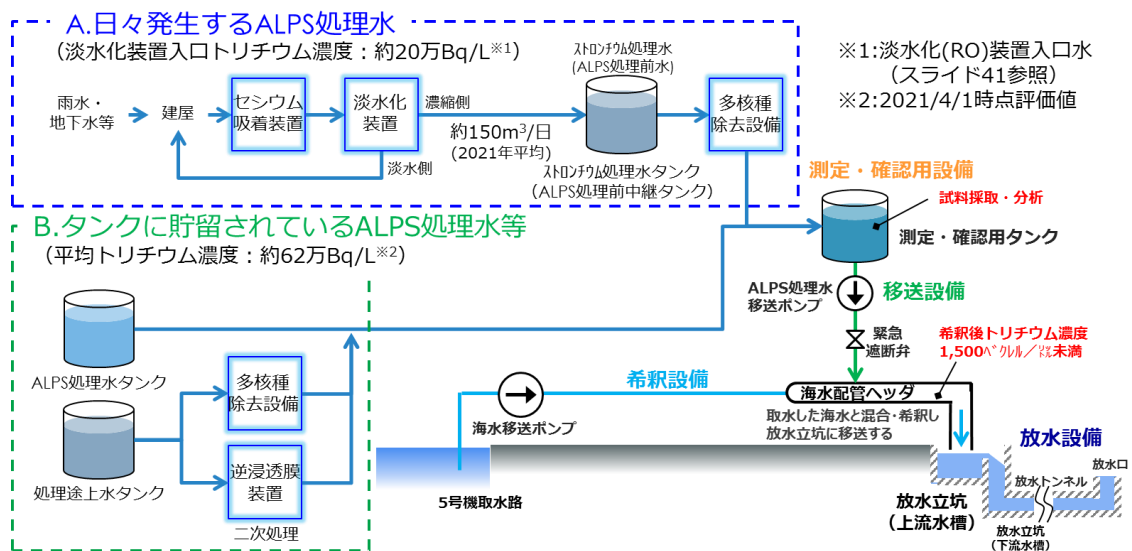 A.日々発生するALPS処理水
(淡水化装置入口トリチウム濃度：約20万Bq/L※1)
雨水・
地下水等
建屋
セシウム
吸着装置
淡水化
装置
濃縮側
約150m3/日
(2021年平均)
淡水側
ストロンチウム処理水
(ALPS処理前水)
ストロンチウム処理水タンク
(ALPS処理前中継タンク)
多核種
除去設備
※1:淡水化(RO)装置入口水
(スライド41参照)
※2:2021/4/1時点評価値
B.タンクに貯留されているALPS処理水等
(平均トリチウム濃度：約62万Bq/L※2)
ALPS処理水タンク
処理途上水タンク
多核種
除去設備
逆浸透膜
装置
二次処理
測定・確認用設備
試料採取・分析
測定・確認用タンク
ALPS処理水
移送ポンプ
移送設備
緊急
遮断弁
希釈後トリチウム濃度
1,500ベクレル／㍑未満
希釈設備
海水配管ヘッダ
海水移送ポンプ
取水した海水と混合・希釈し
放水立坑に移送する
5号機取水路
放水設備
放水口
放水トンネル
放水立坑
(上流水槽)
放水立坑
(下流水槽)